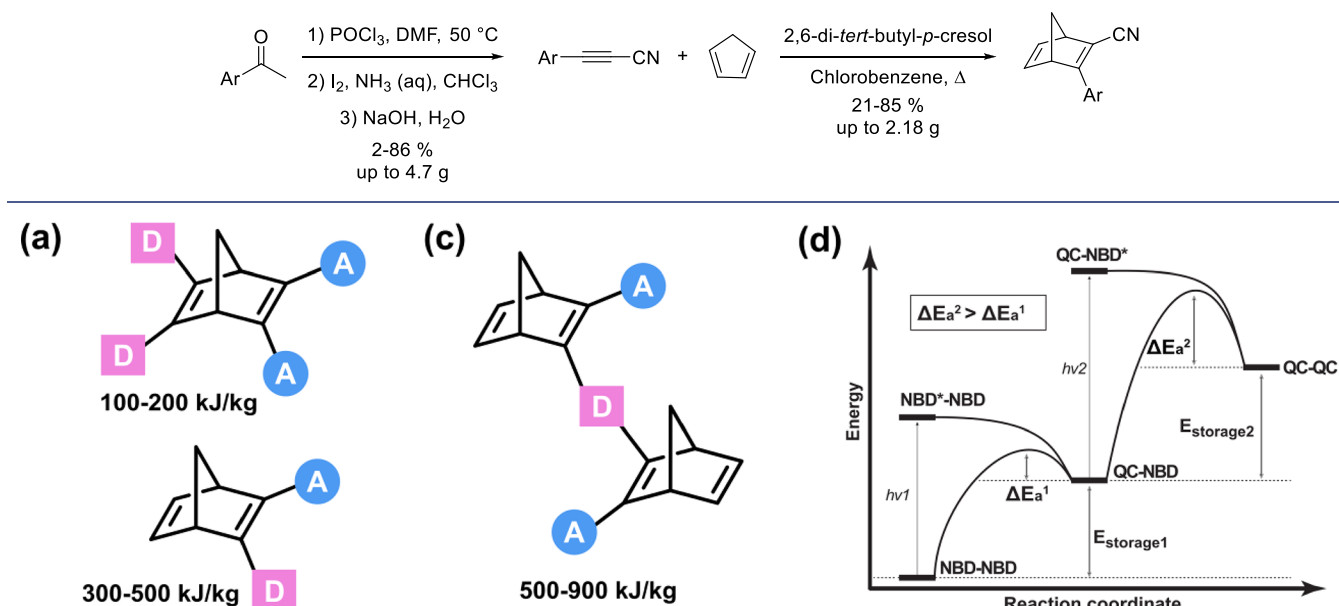 1) POCl₃, DMF, 50 °C
2) I₂, NH₃ (aq), CHCl₃
3) NaOH, H₂O
2-86 %
up to 4.7 g
O
Ar
Ar
CN
+
2,6-di-tert-butyl-p-cresol
Chlorobenzene, Δ
21-85 %
up to 2.18 g
CN
Ar
(a)
D
A
D
A
100-200 kJ/kg
A
D
300-500 kJ/kg
(c)
A
D
A
500-900 kJ/kg
(d)
Energy
QC-NBD*
ΔEa² > ΔEa¹
hv2
ΔEa²
QC-QC
NBD*-NBD
Estorage2
hv1
ΔEa¹
QC-NBD
Estorage1
NBD-NBD
Reaction coordinate